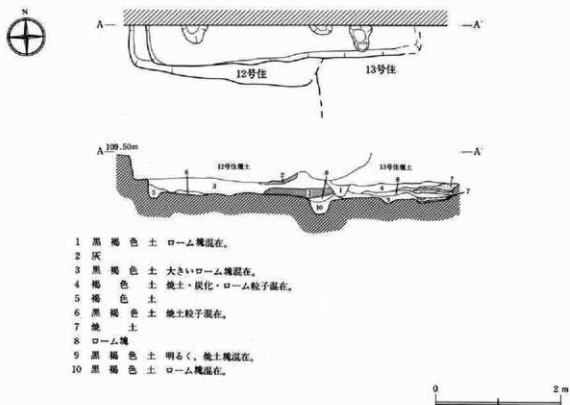 N
A— —A′
12号住 13号住
A— 109.50m —A′
12号住覆土 13号住覆土
1 黒褐色土 ローム塊混在。
2 灰
3 黒褐色土 大きいローム塊混在。
4 褐色土 焼土・炭化・ローム粒子混在。
5 褐色土
6 黒褐色土 焼土粒子混在。
7 焼土
8 ローム塊
9 黒褐色土 明るく、焼土塊混在。
10 黒褐色土 ローム塊混在。
0 2m